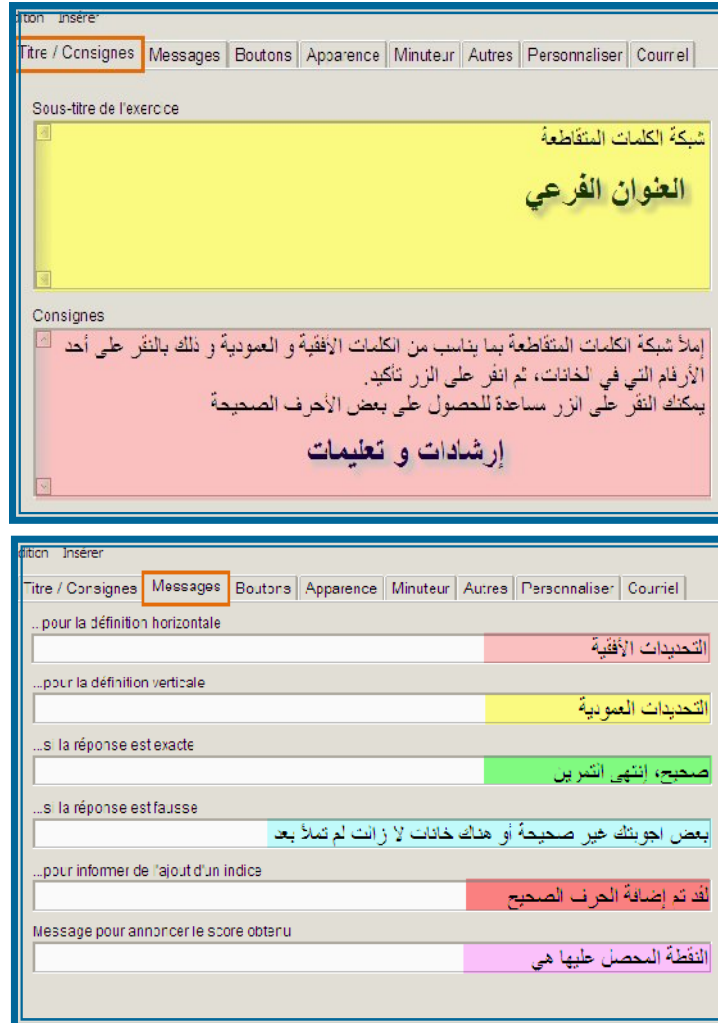 dition Insérer
Titre / Consignes Messages Boutons Apparence Minuteur Autres Personnaliser Courriel
Sous-titre de l'exercice
شبكة الكلمات المتقاطعة
العنوان الفرعي
Consignes
إملأ شبكة الكلمات المتقاطعة بما يناسب من الكلمات الأفقية و العمودية و ذلك بالنقر على أحد
الأرقام التي في الخانات، ثم انقر على الزر تأكيد.
يمكنك النقر على الزر مساعدة للحصول على بعض الأحرف الصحيحة
إرشادات و تعليمات
dition Insérer
Titre / Consignes Messages Boutons Apparence Minuteur Autres Personnaliser Courriel
...pour la définition horizontale
التحديدات الأفقية
...pour la définition verticale
التحديدات العمودية
...si la réponse est exacte
صحيح، إنتهى التمرين
...si la réponse est fausse
بعض اجوبتك غير صحيحة أو هناك خانات لا زالت لم تملأ بعد
...pour informer de l'ajout d'un indice
لقد تم إضافة الحرف الصحيح
Message pour annoncer le score obtenu
النقطة المحصل عليها هي